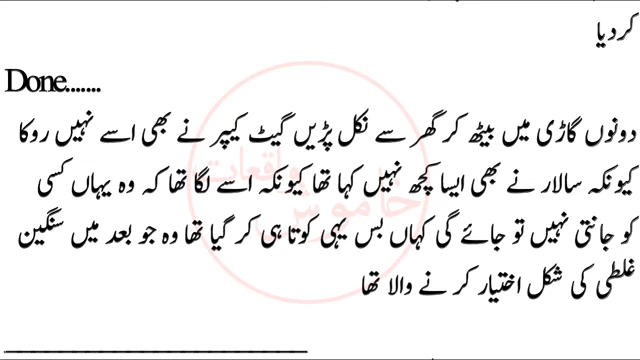 کردیا
Done.......
دونوں گاڑی میں بیٹھ کر گھر سے نکل پڑیں گیٹ کیپر نے بھی اسے نہیں روکا
کیونکہ سالار نے بھی ایسا کچھ نہیں کہا تھا کیونکہ اسے لگا تھا کہ وہ یہاں کسی
کو جانتی نہیں تو جائے گی کہاں بس یہی کوتاہی کر گیا تھا وہ جو بعد میں سنگین
غلطی کی شکل اختیار کرنے والا تھا
خاموش واقعات